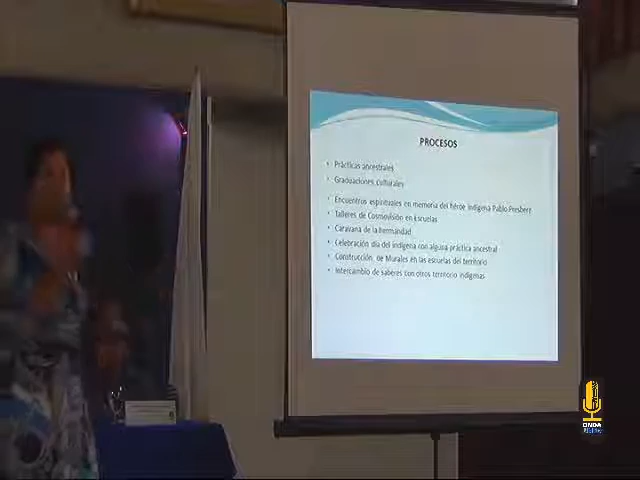 PROCESOS
Prácticas ancestrales
Graduaciones culturales
Encuentros espirituales en memoria del héroe indígena Pablo Presbere
Talleres de Cosmovisión en Escuelas
Caravana de la hermandad
Celebración día del indígena con alguna práctica ancestral
Construcción de Murales en las escuelas del territorio
Intercambio de saberes con otros territorio indígenas
ONDA